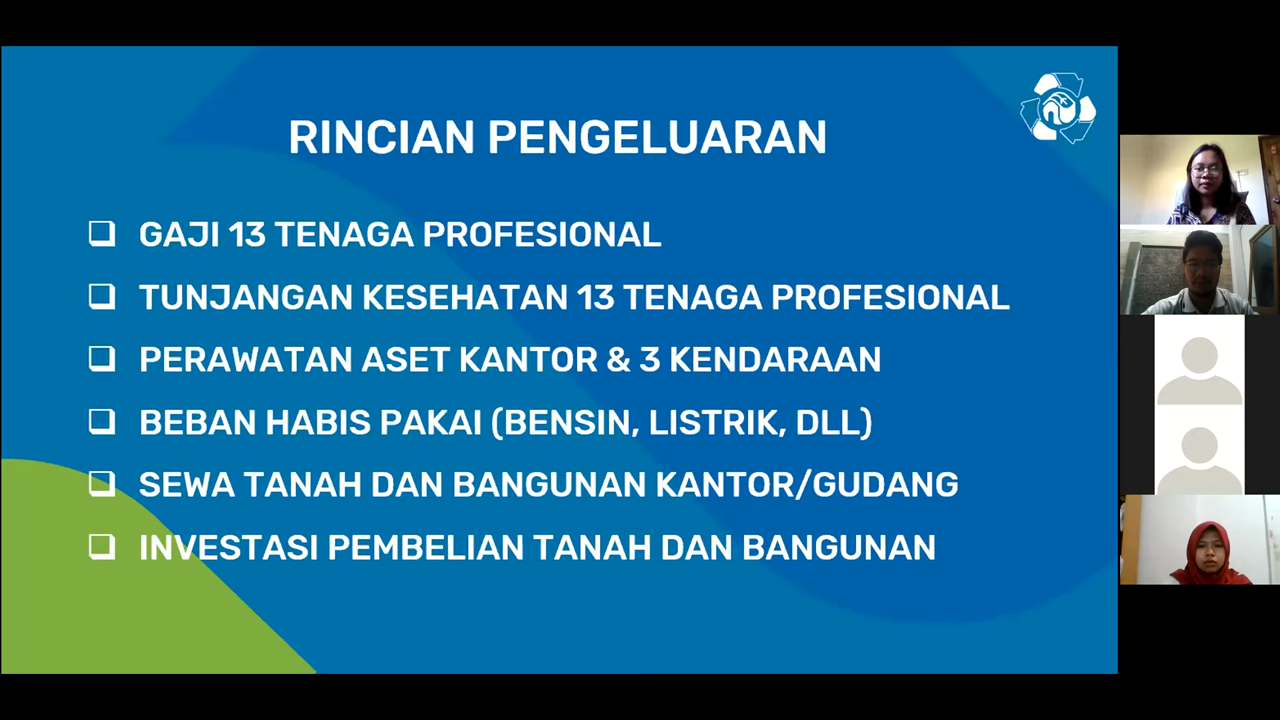 RINCIAN PENGELUARAN
GAJI 13 TENAGA PROFESIONAL
TUNJANGAN KESEHATAN 13 TENAGA PROFESIONAL
PERAWATAN ASET KANTOR & 3 KENDARAAN
BEBAN HABIS PAKAI (BENSIN, LISTRIK, DLL)
SEWA TANAH DAN BANGUNAN KANTOR/GUDANG
INVESTASI PEMBELIAN TANAH DAN BANGUNAN